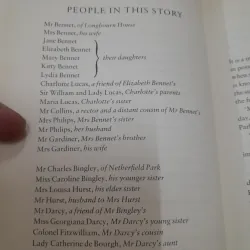 PEOPLE IN THIS STORY
Mr Bennet, of Longbourn House
Mrs Bennet, his wife
Jane Bennet
Elizabeth Bennet
Mary Bennet
Kitty Bennet
Lydia Bennet
their daughters
Charlotte Lucas, a friend of Elizabeth Bennet's
Sir William and Lady Lucas, Charlotte's parents
Maria Lucas, Charlotte's sister
Mr Collins, a rector and a distant cousin of Mr Bennet's
Mrs Philips, Mrs Bennet's sister
Mr Philips, her husband
Mr Gardiner, Mrs Bennet's brother
Mrs Gardiner, his wife
Mr Charles Bingley, of Netherfield Park
Miss Caroline Bingley, his younger sister
Mrs Louisa Hurst, his elder sister
Mr Hurst, husband to Mrs Hurst
Mr Darcy, a friend of Mr Bingley's
Miss Georgiana Darcy, Mr Darcy's young sister
Colonel Fitzwilliam, Mr Darcy's cousin
Lady Catherine de Bourgh, Mr Darcy's aunt